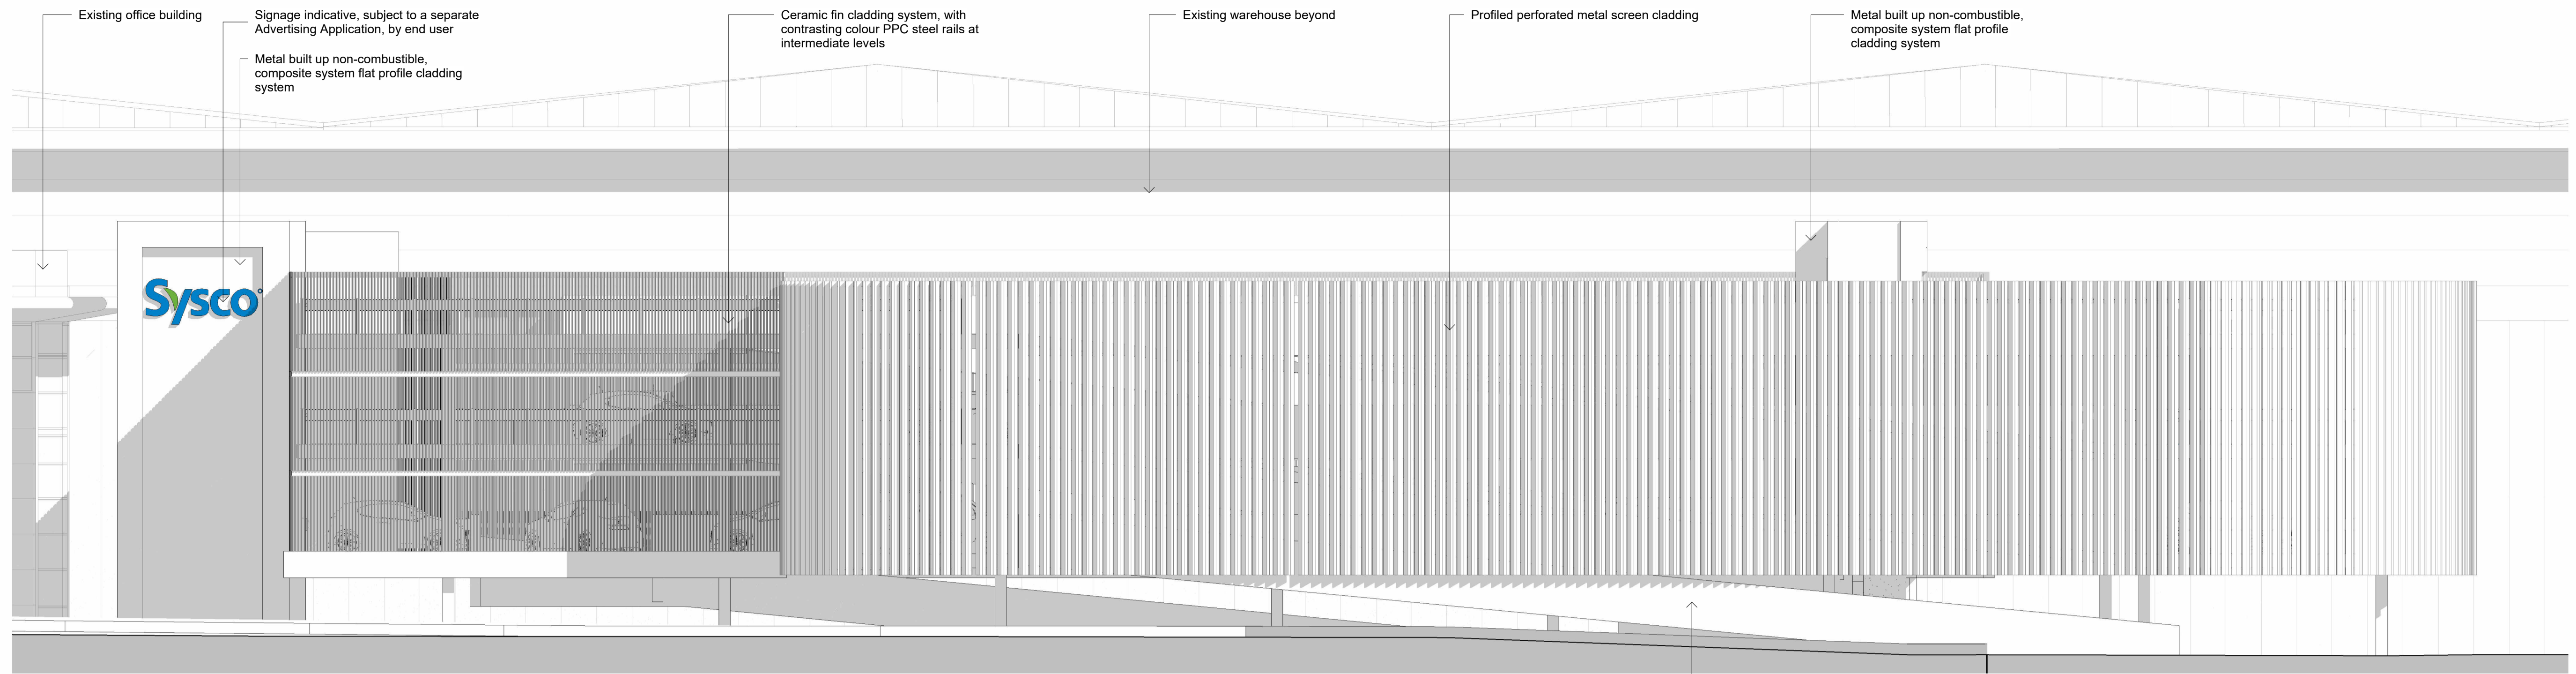 Existing office building
Signage indicative, subject to a separate
Advertising Application, by end user
Metal built up non-combustible,
composite system flat profile cladding
system
Ceramic fin cladding system, with
contrasting colour PPC steel rails at
intermediate levels
Existing warehouse beyond
Profiled perforated metal screen cladding
Metal built up non-combustible,
composite system flat profile
cladding system
Sysco